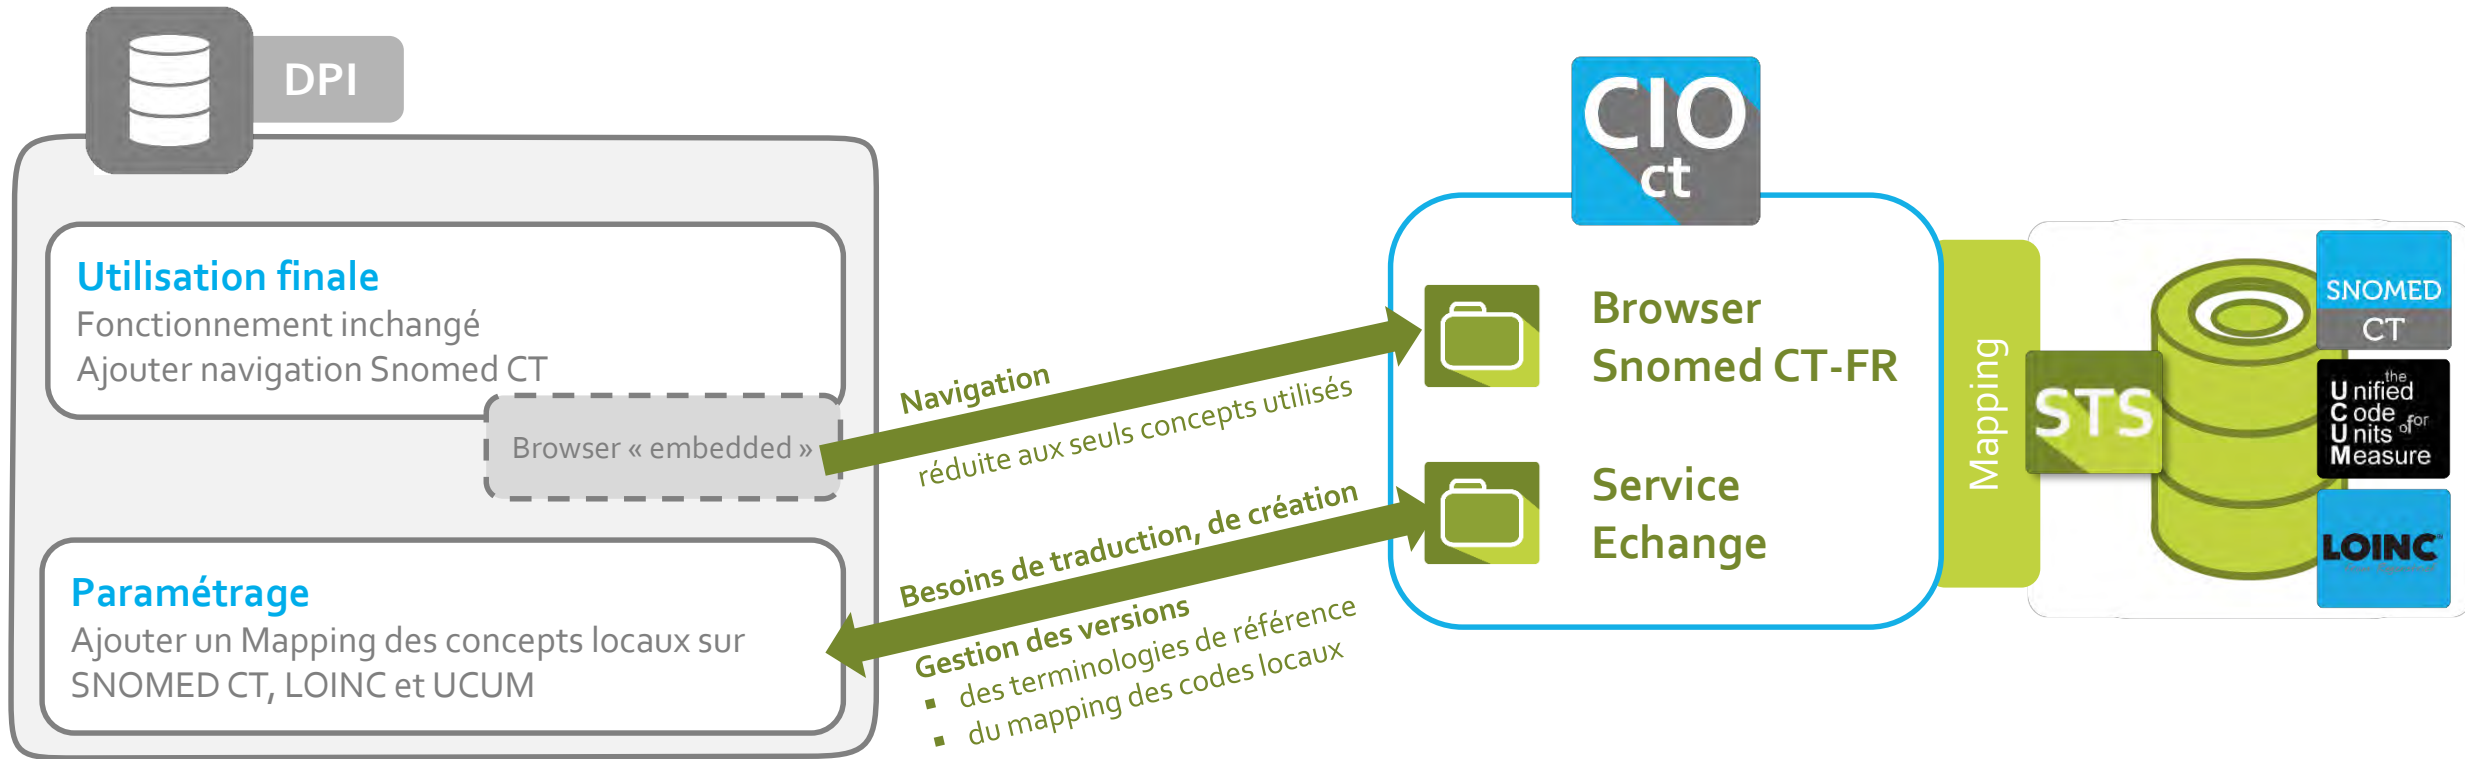 DPI
Utilisation finale
Fonctionnement inchangé
Ajouter navigation Snomed CT
Browser « embedded »
Paramétrage
Ajouter un Mapping des concepts locaux sur
SNOMED CT, LOINC et UCUM
Navigation
réduite aux seuls concepts utilisés
Besoins de traduction, de création
Gestion des versions
▪ des terminologies de référence
▪ du mapping des codes locaux
CIO
ct
Browser
Snomed CT-FR
Service
Echange
Mapping
STS
SNOMED
CT
the
Unified
Code for
Units of
Measure
LOINC